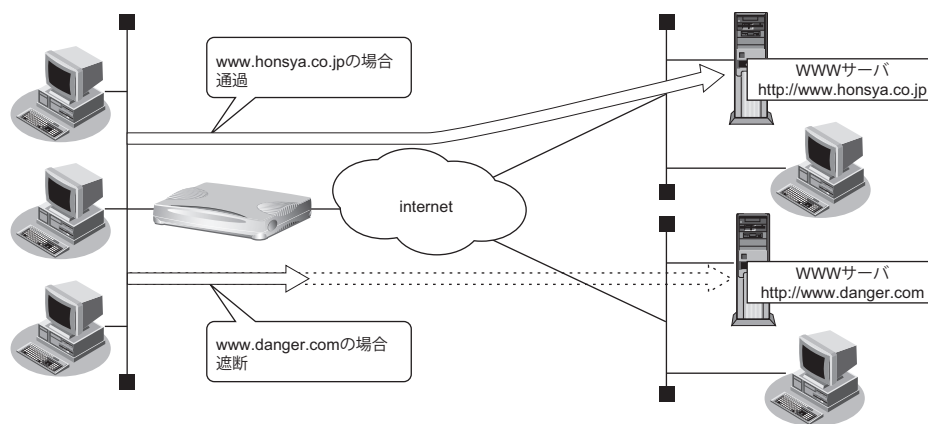 www.honsya.co.jpの場合
通過
WWWサーバ
http://www.honsya.co.jp
internet
WWWサーバ
http://www.danger.com
www.danger.comの場合
遮断